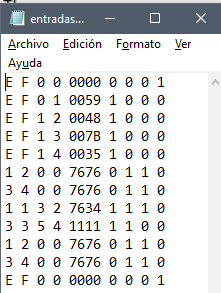 entradas...
Archivo Edición Formato Ver
Ayuda
E F 0 0 0000 0 0 0 1
E F 0 1 0059 1 0 0 0
E F 1 2 0048 1 0 0 0
E F 1 3 007B 1 0 0 0
E F 1 4 0035 1 0 0 0
1 2 0 0 7676 0 1 1 0
3 4 0 0 7676 0 1 1 0
1 1 3 2 7634 1 1 1 0
3 3 5 4 1111 1 1 0 0
1 2 0 0 7676 0 1 1 0
3 4 0 0 7676 0 1 1 0
E F 0 0 0000 0 0 0 1